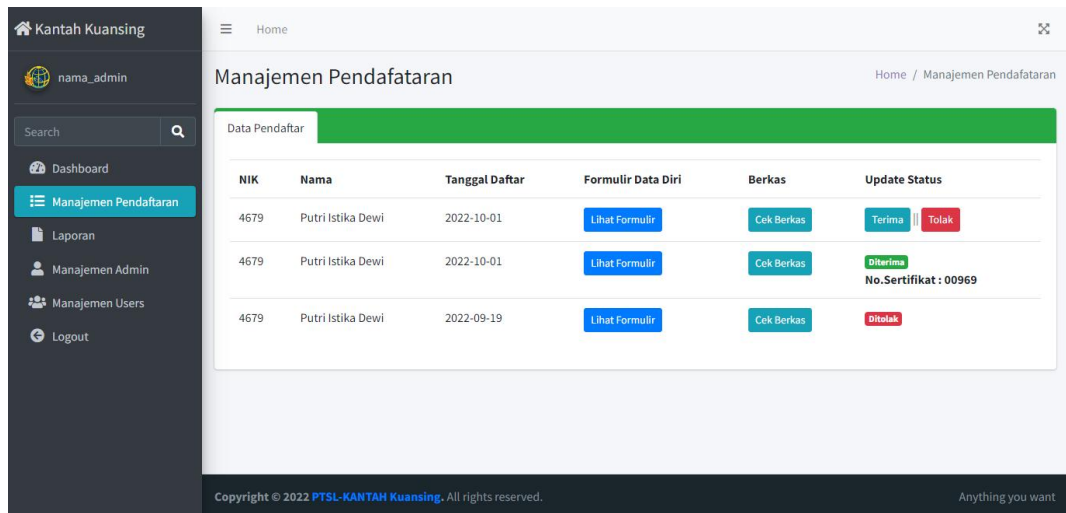 Kantah Kuansing
Home
nama_admin
Manajemen Pendafataran
Home / Manajemen Pendafataran
Search
Data Pendaftar
Dashboard
Manajemen Pendaftaran
Laporan
Manajemen Admin
Manajemen Users
Logout
NIK Nama Tanggal Daftar Formulir Data Diri Berkas Update Status
4679 Putri Istika Dewi 2022-10-01 Lihat Formulir Cek Berkas Terima || Tolak
4679 Putri Istika Dewi 2022-10-01 Lihat Formulir Cek Berkas Diterima
No.Sertifikat : 00969
4679 Putri Istika Dewi 2022-09-19 Lihat Formulir Cek Berkas Ditolak
Copyright © 2022 PTSL-KANTAH Kuansing. All rights reserved.
Anything you want